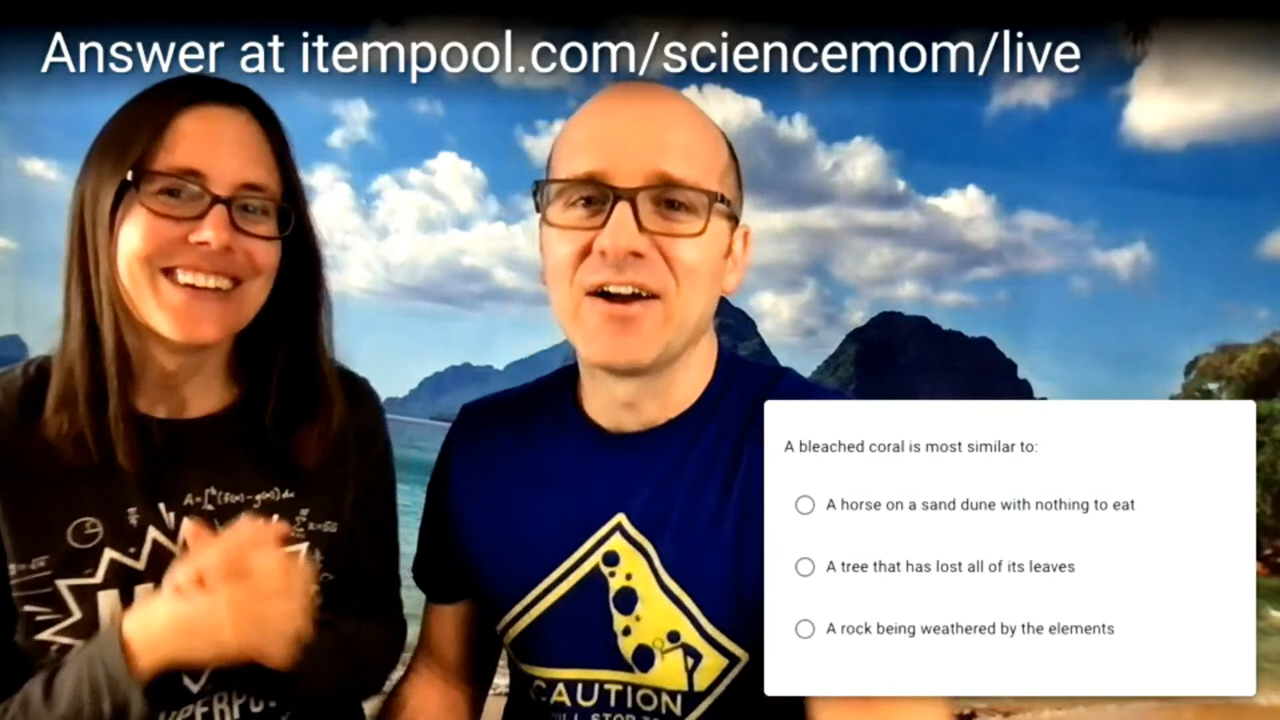 Answer at itempool.com/sciencemom/live
A bleached coral is most similar to:
A horse on a sand dune with nothing to eat
A tree that has lost all of its leaves
A rock being weathered by the elements
CAUTION